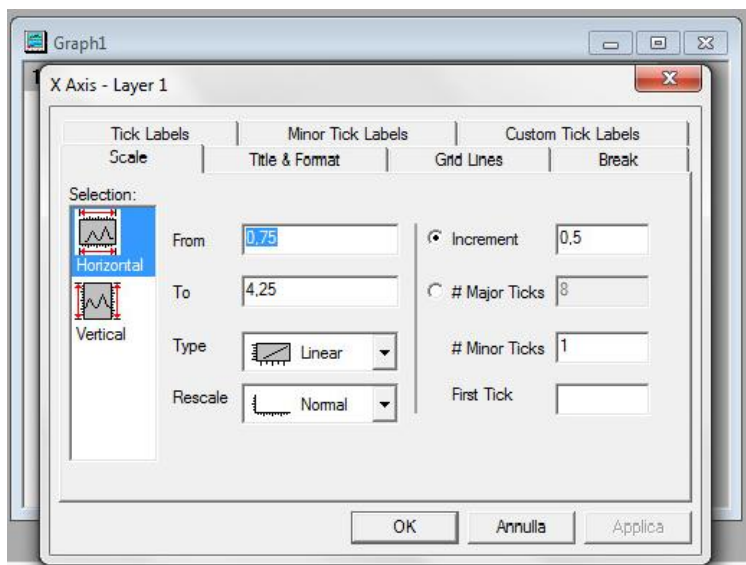 Graph1
1
X Axis - Layer 1
Tick Labels Minor Tick Labels Custom Tick Labels
Scale Title & Format Grid Lines Break
Selection:
Horizontal
Vertical
From 0,75
To 4,25
Type Linear
Rescale Normal
Increment 0,5
# Major Ticks 8
# Minor Ticks 1
First Tick
OK Annulla Applica